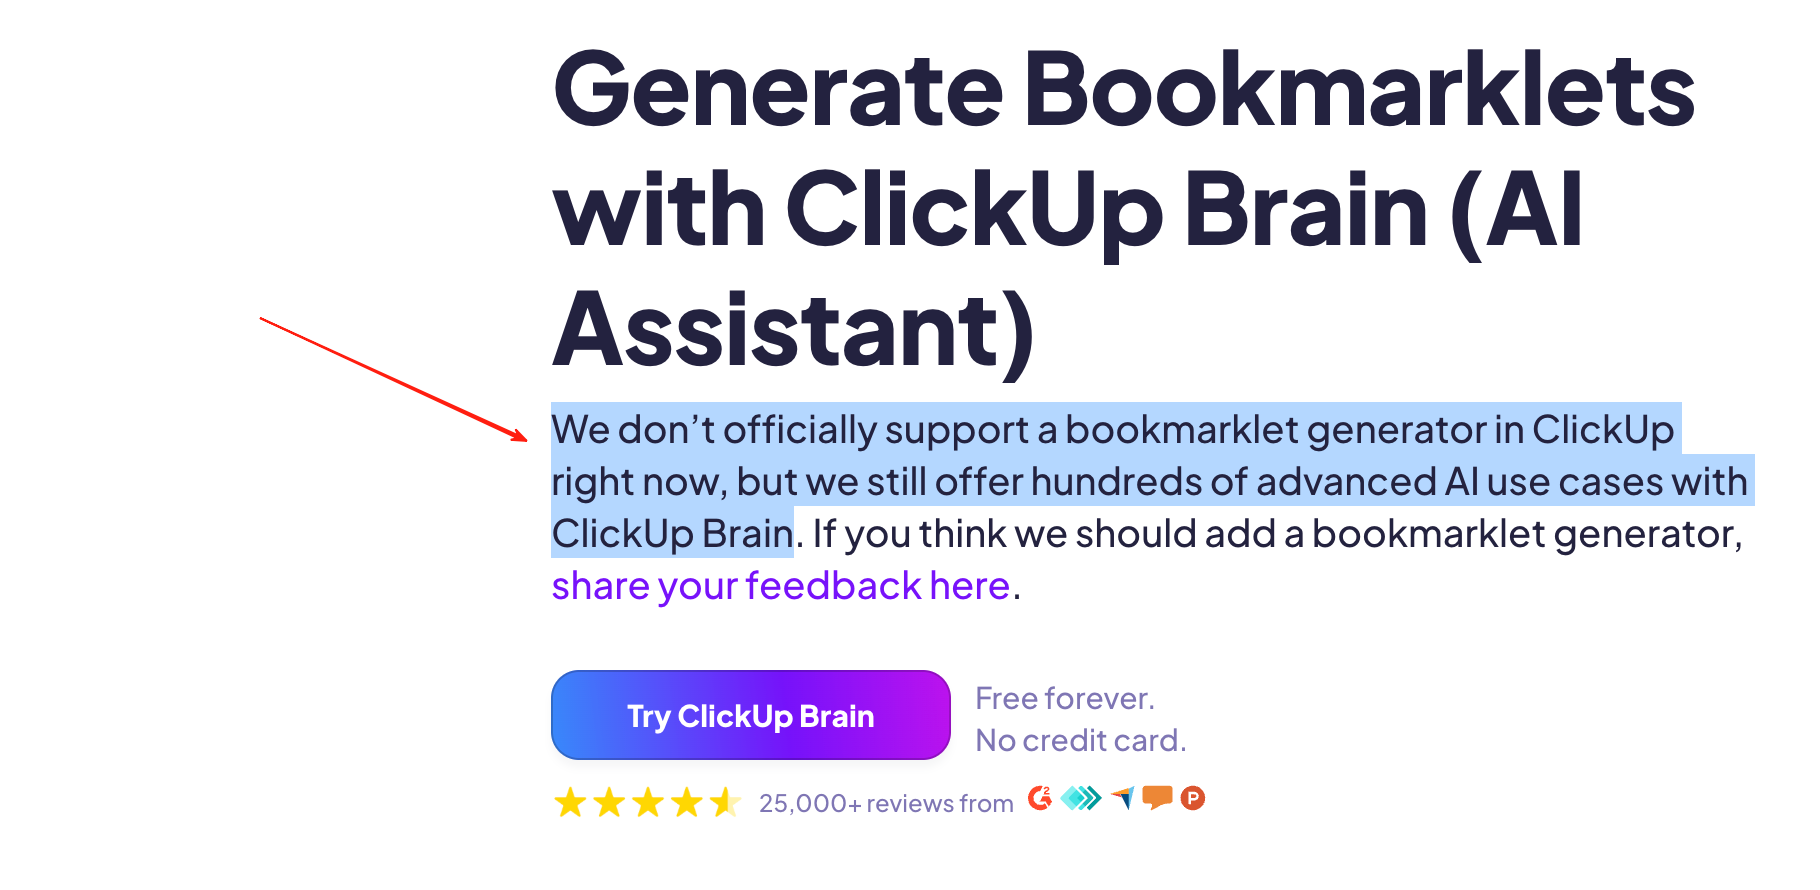 Generate Bookmarklets
with ClickUp Brain (AI
Assistant)
We don’t officially support a bookmarklet generator in ClickUp
right now, but we still offer hundreds of advanced AI use cases with
ClickUp Brain. If you think we should add a bookmarklet generator,
share your feedback here.
Try ClickUp Brain
Free forever.
No credit card.
25,000+ reviews from G2 P